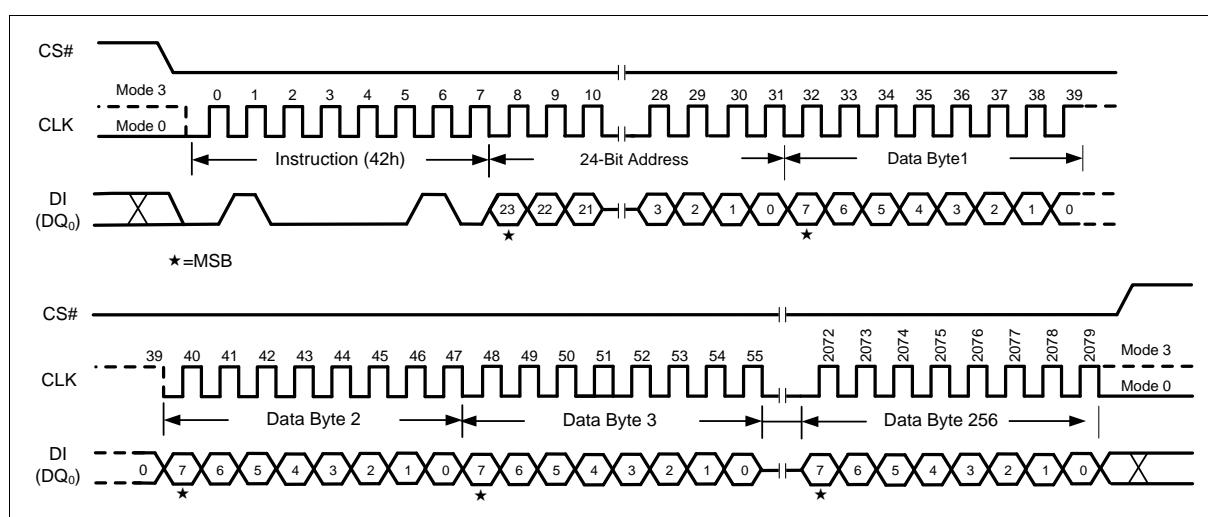 CS#
Mode 3
0 1 2 3 4 5 6 7 8 9 10 28 29 30 31 32 33 34 35 36 37 38 39
CLK
Mode 0
Instruction (42h) 24-Bit Address Data Byte1
DI
(DQ0)
23 22 21 3 2 1 0 7 6 5 4 3 2 1 0
★ ★
★=MSB
CS#
39 40 41 42 43 44 45 46 47 48 49 50 51 52 53 54 55 2072 2073 2074 2075 2076 2077 2078 2079
Mode 3
CLK
Mode 0
Data Byte 2 Data Byte 3 Data Byte 256
DI
(DQ0)
0 7 6 5 4 3 2 1 0 7 6 5 4 3 2 1 0 7 6 5 4 3 2 1 0
★ ★ ★